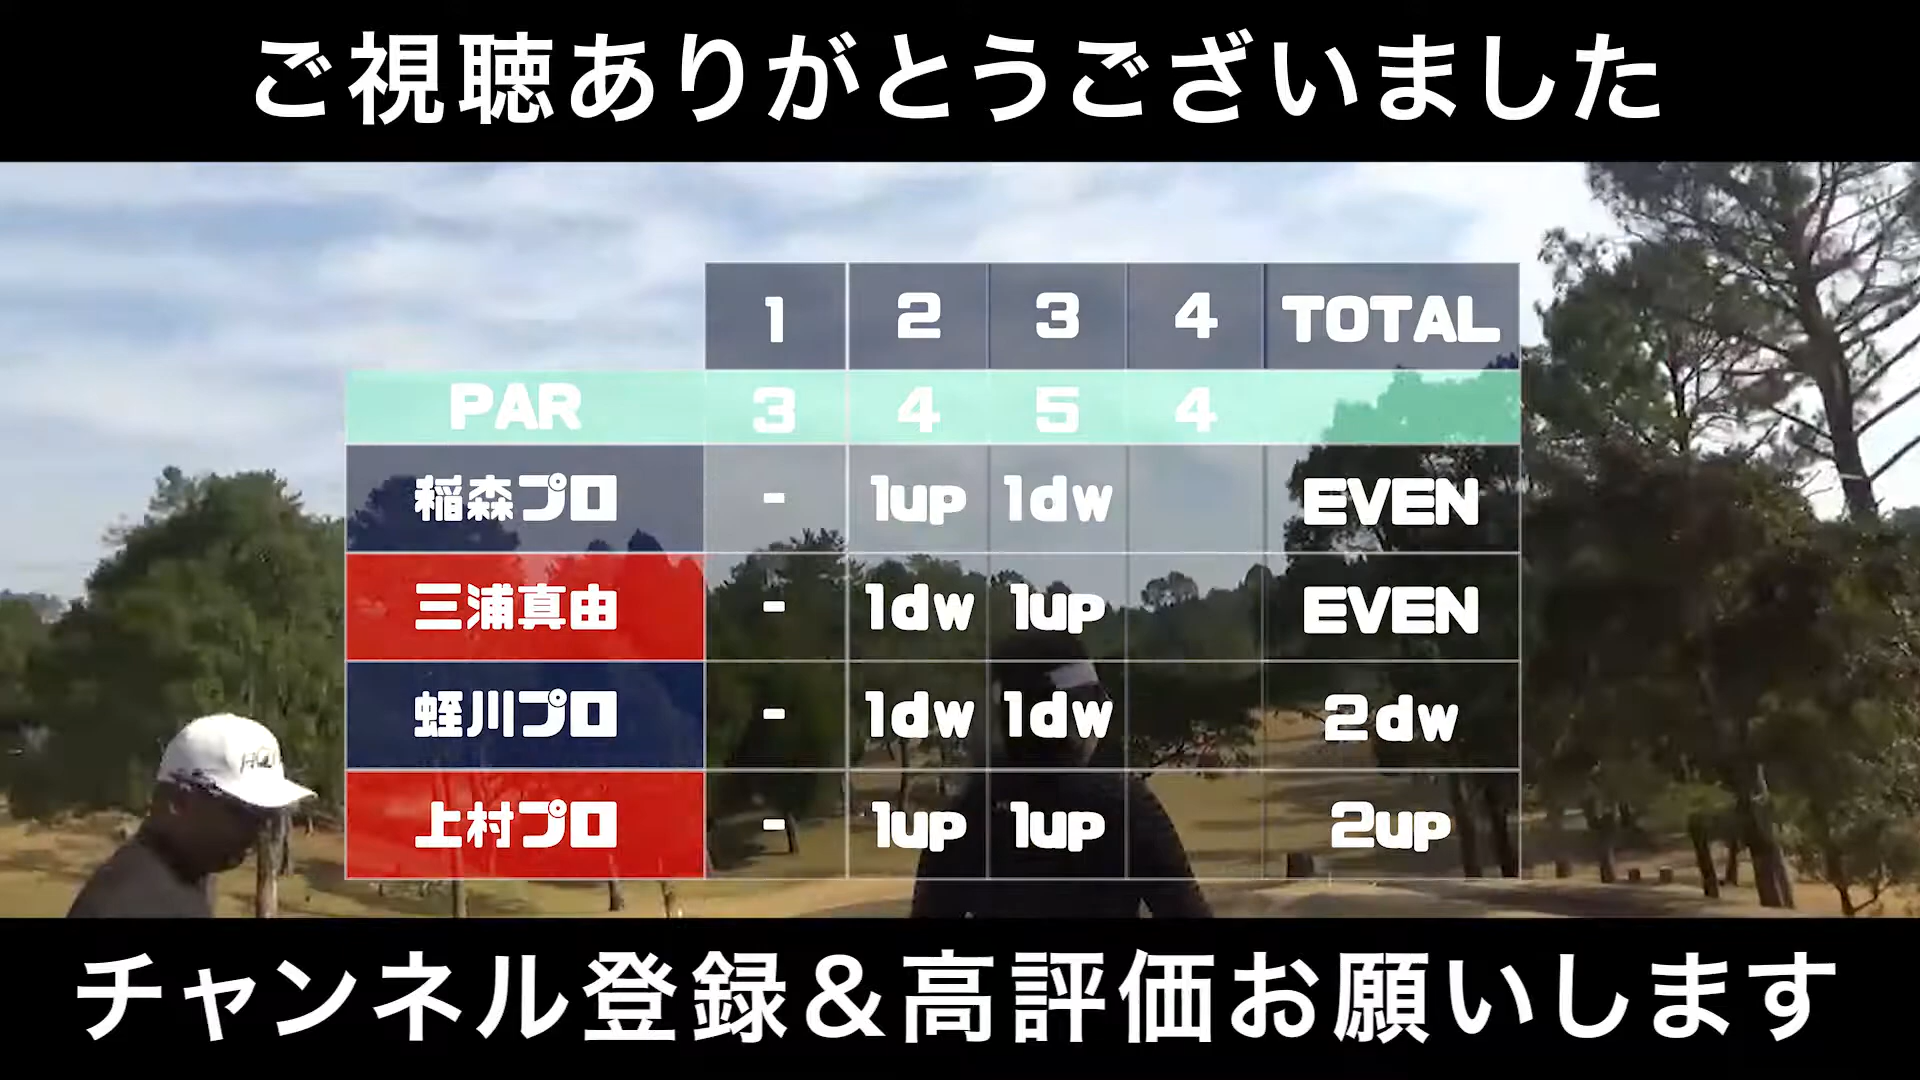 ご視聴ありがとうございました
1 2 3 4 TOTAL
PAR 3 4 5 4
稲森プロ - 1up 1dw EVEN
三浦真由 - 1dw 1up EVEN
蛭川プロ - 1dw 1dw 2dw
上村プロ - 1up 1up 2up
チャンネル登録&高評価お願いします